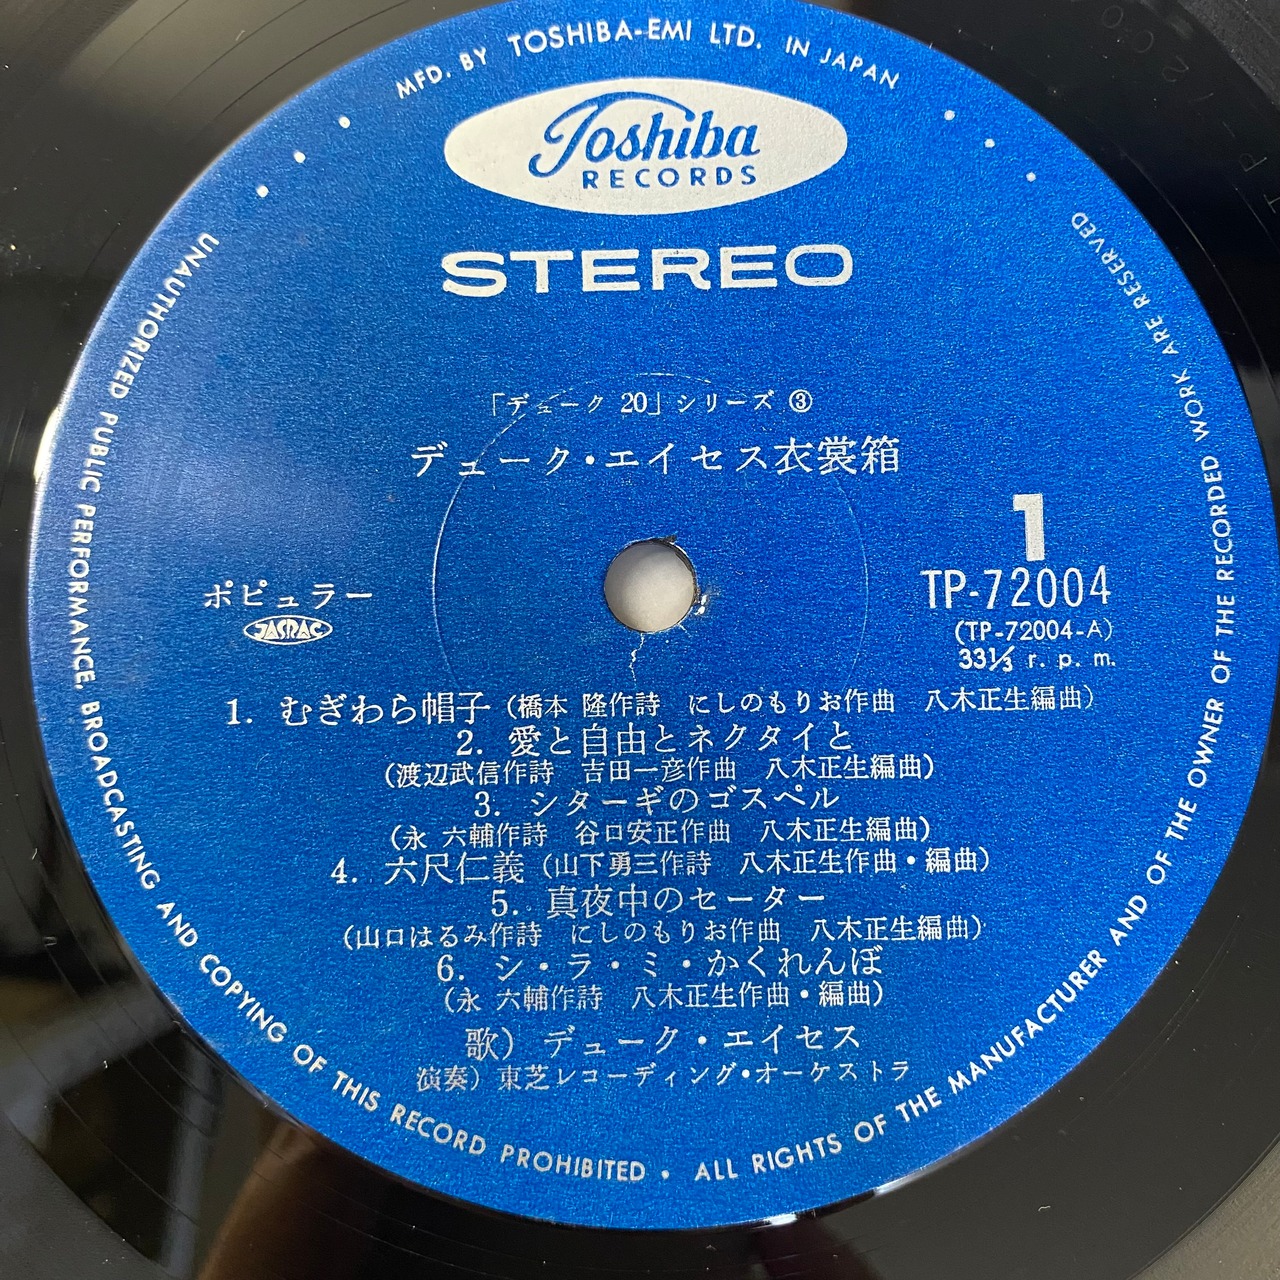 MFD. BY TOSHIBA-EMI LTD. IN JAPAN
Toshiba
RECORDS
STEREO
「デューク 20」シリーズ ③
デューク・エイセス衣裳箱
1
TP-72004
(TP-72004-A)
33⅓ r. p. m.
ポピュラー
JASRAC
1. むぎわら帽子 (橋本 隆作詩 にしのもりお作曲 八木正生編曲)
2. 愛と自由とネクタイと
(渡辺武信作詩 吉田一彦作曲 八木正生編曲)
3. シターギのゴスペル
(永 六輔作詩 谷口安正作曲 八木正生編曲)
4. 六尺仁義 (山下勇三作詩 八木正生作曲・編曲)
5. 真夜中のセーター
(山口はるみ作詩 にしのもりお作曲 八木正生編曲)
6. シ・ラ・ミ・かくれんぼ
(永 六輔作詩 八木正生作曲・編曲)
歌) デューク・エイセス
演奏) 東芝レコーディング・オーケストラ
UNAUTHORIZED PUBLIC PERFORMANCE, BROADCASTING AND COPYING OF THIS RECORD PROHIBITED • ALL RIGHTS OF THE MANUFACTURER AND OF THE OWNER OF THE RECORDED WORK ARE RESERVED